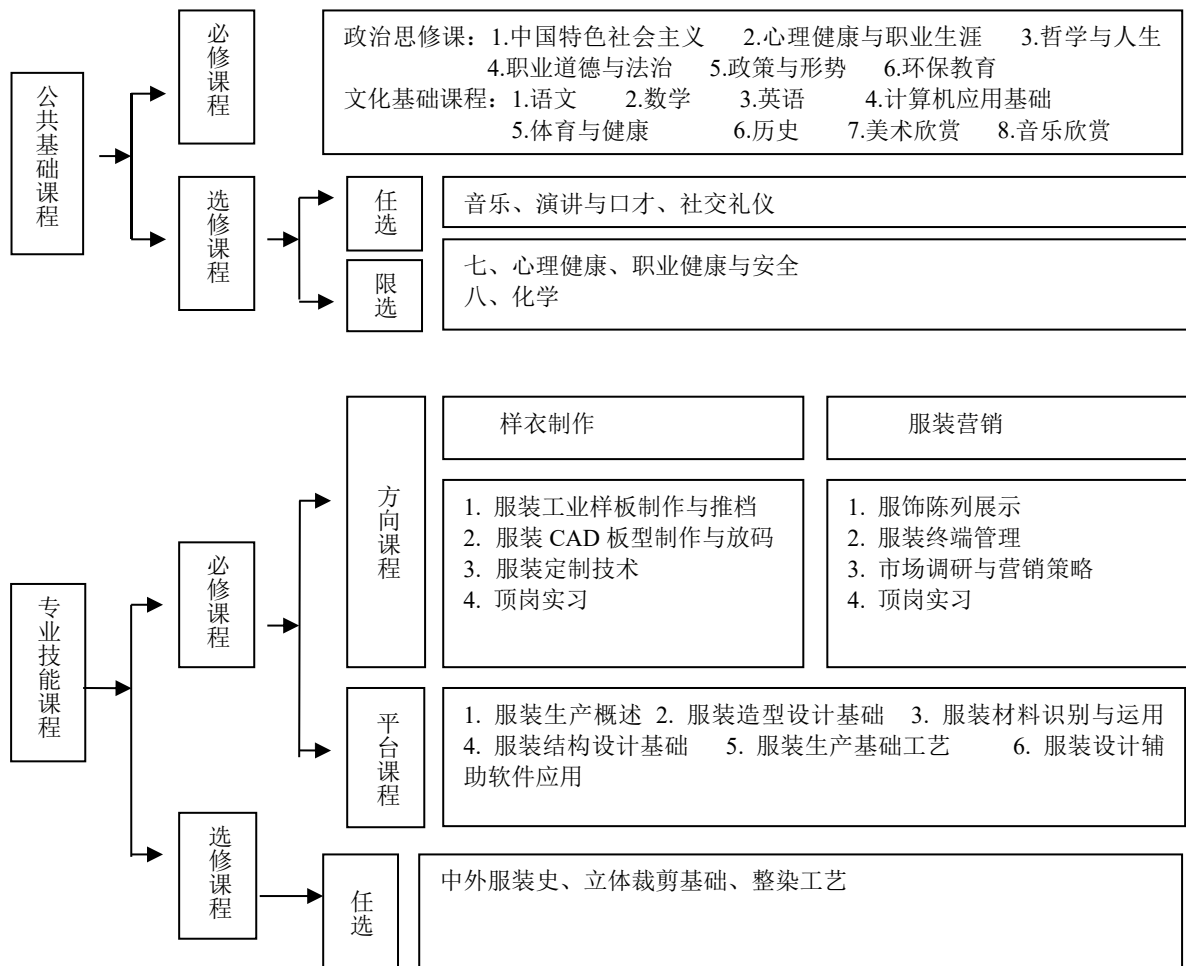 公共基础课程
必修课程
政治思修课：1.中国特色社会主义 2.心理健康与职业生涯 3.哲学与人生
4.职业道德与法治 5.政策与形势 6.环保教育
文化基础课程：1.语文 2.数学 3.英语 4.计算机应用基础
5.体育与健康 6.历史 7.美术欣赏 8.音乐欣赏
选修课程
任选
音乐、演讲与口才、社交礼仪
限选
七、心理健康、职业健康与安全
八、化学
专业技能课程
必修课程
方向课程
样衣制作
1. 服装工业样板制作与推档
2. 服装 CAD 板型制作与放码
3. 服装定制技术
4. 顶岗实习
服装营销
1. 服饰陈列展示
2. 服装终端管理
3. 市场调研与营销策略
4. 顶岗实习
平台课程
1. 服装生产概述 2. 服装造型设计基础 3. 服装材料识别与运用
4. 服装结构设计基础 5. 服装生产基础工艺 6. 服装设计辅
助软件应用
选修课程
任选
中外服装史、立体裁剪基础、整染工艺